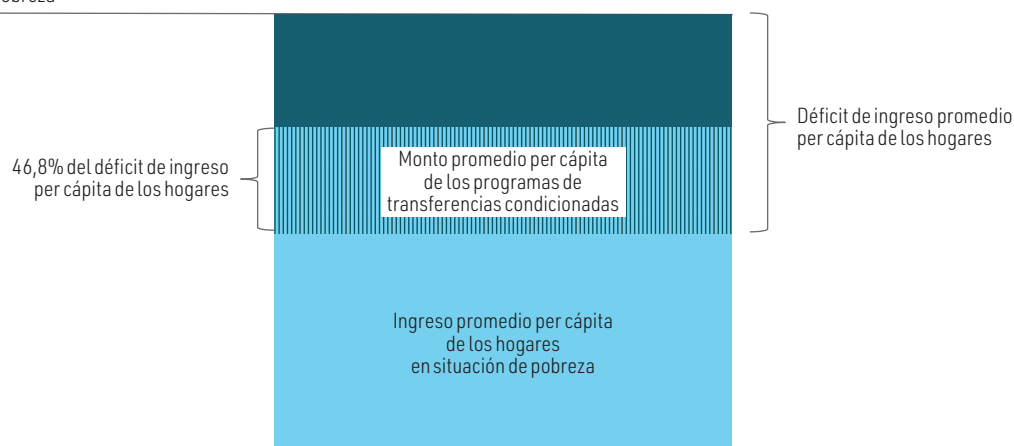 46,8% del déficit de ingreso
per cápita de los hogares
Monto promedio per cápita
de los programas de
transferencias condicionadas
Déficit de ingreso promedio
per cápita de los hogares
Ingreso promedio per cápita
de los hogares
en situación de pobreza